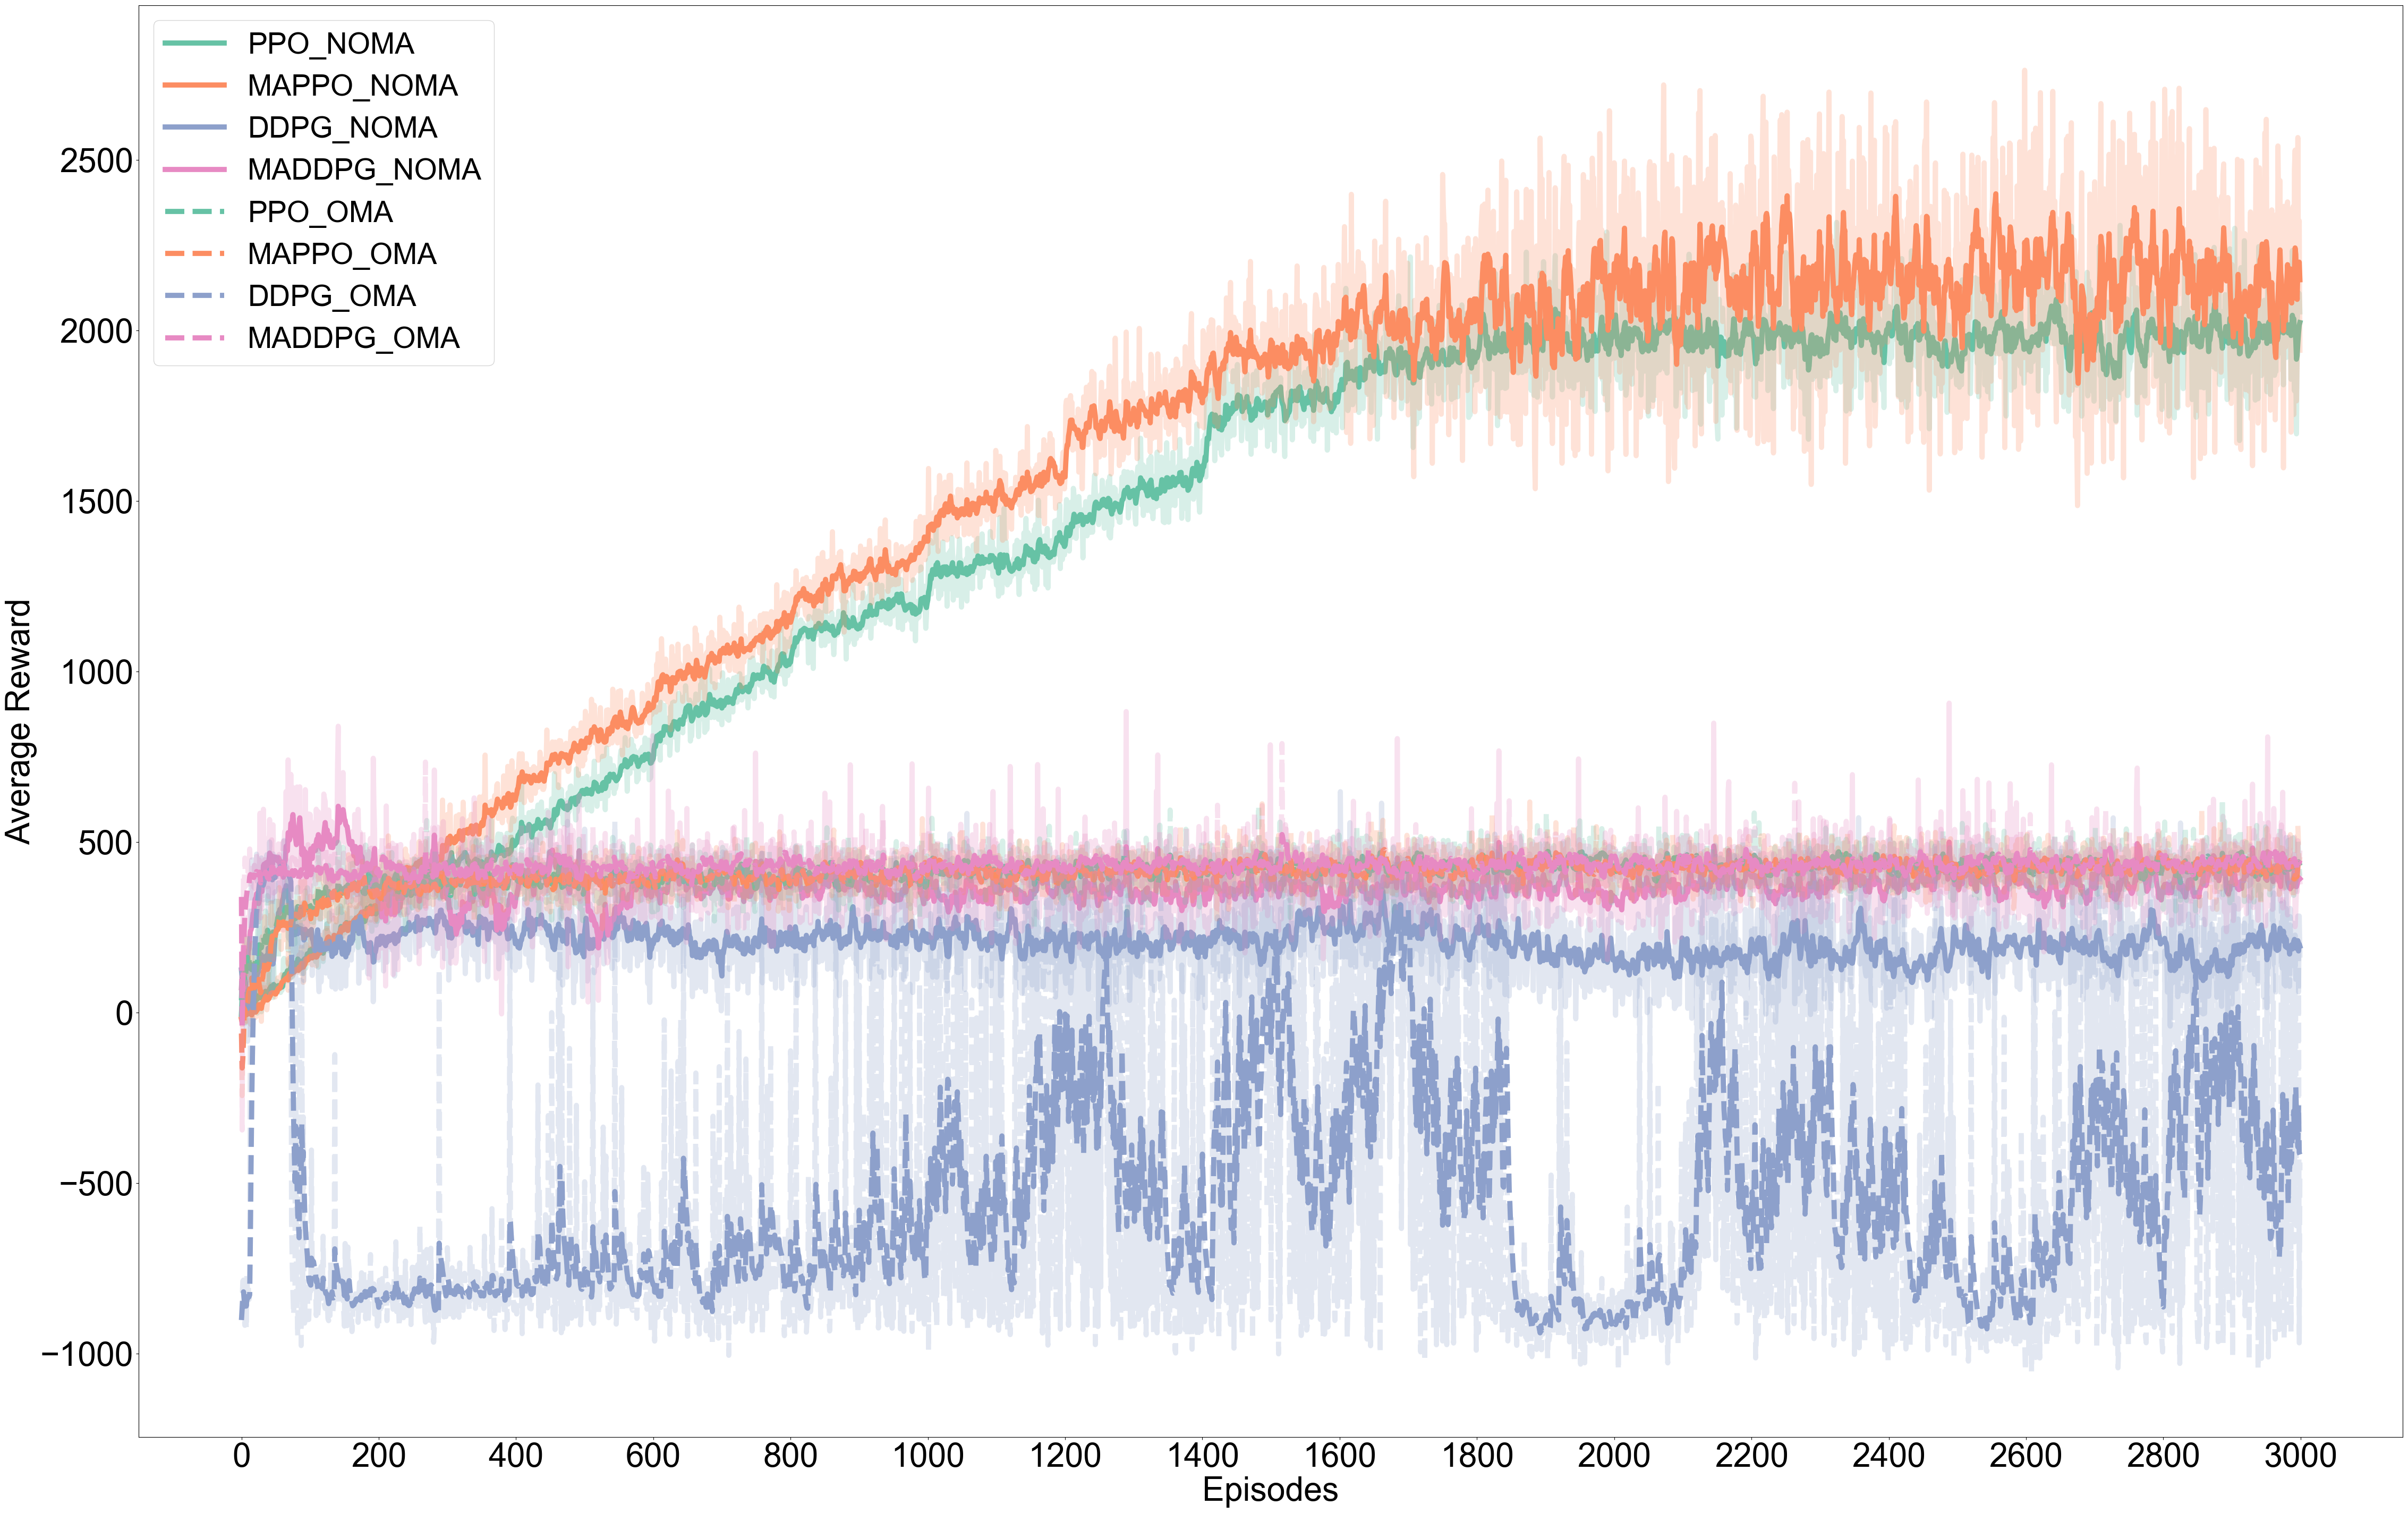 PPO_NOMA
MAPPO_NOMA
DDPG_NOMA
MADDPG_NOMA
PPO_OMA
MAPPO_OMA
DDPG_OMA
MADDPG_OMA
2500
2000
1500
1000
500
0
−500
−1000
Average Reward
0 200 400 600 800 1000 1200 1400 1600 1800 2000 2200 2400 2600 2800 3000
Episodes